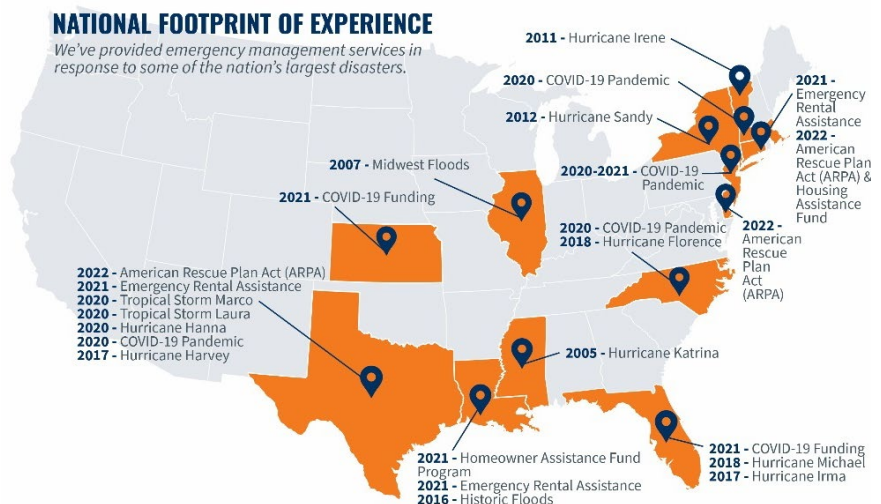 NATIONAL FOOTPRINT OF EXPERIENCE
We've provided emergency management services in
response to some of the nation's largest disasters.
2011 - Hurricane Irene
2020 - COVID-19 Pandemic
2012 - Hurricane Sandy
2021 -
Emergency
Rental
Assistance
2022 -
American
Rescue Plan
Act (ARPA) &
Housing
Assistance
Fund
2007 - Midwest Floods
2020-2021 - COVID-19
Pandemic
2021 - COVID-19 Funding
2020 - COVID-19 Pandemic
2018 - Hurricane Florence
2022 -
American
Rescue
Plan
Act
(ARPA)
2022 - American Rescue Plan Act (ARPA)
2021 - Emergency Rental Assistance
2020 - Tropical Storm Marco
2020 - Tropical Storm Laura
2020 - Hurricane Hanna
2020 - COVID-19 Pandemic
2017 - Hurricane Harvey
2005 - Hurricane Katrina
2021 - Homeowner Assistance Fund
Program
2021 - Emergency Rental Assistance
2016 - Historic Floods
2021 - COVID-19 Funding
2018 - Hurricane Michael
2017 - Hurricane Irma